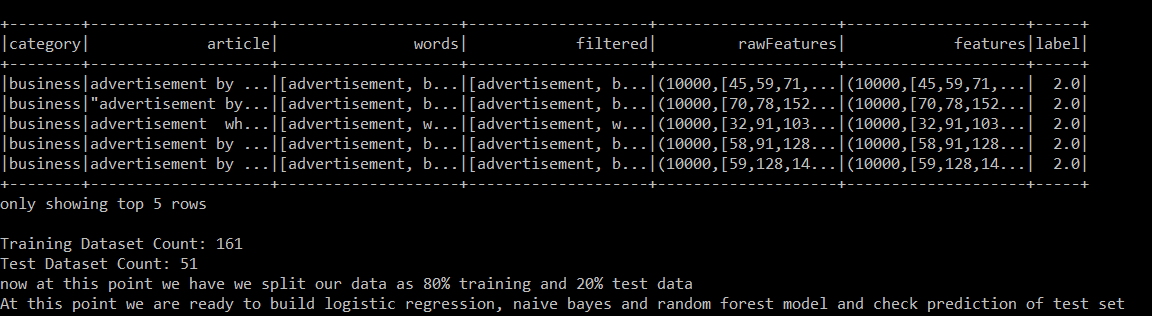 +--------+--------------------+--------------------+--------------------+--------------------+--------------------+-----+
|category|             article|               words|            filtered|         rawFeatures|            features|label|
+--------+--------------------+--------------------+--------------------+--------------------+--------------------+-----+
|business|advertisement by ...|[advertisement, b...|[advertisement, b...|(10000,[45,59,71,...|(10000,[45,59,71,...|  2.0|
|business|"advertisement by...|[advertisement, b...|[advertisement, b...|(10000,[70,78,152...|(10000,[70,78,152...|  2.0|
|business|advertisement  wh...|[advertisement, w...|[advertisement, w...|(10000,[32,91,103...|(10000,[32,91,103...|  2.0|
|business|advertisement by ...|[advertisement, b...|[advertisement, b...|(10000,[58,91,128...|(10000,[58,91,128...|  2.0|
|business|advertisement by ...|[advertisement, b...|[advertisement, b...|(10000,[59,128,14...|(10000,[59,128,14...|  2.0|
+--------+--------------------+--------------------+--------------------+--------------------+--------------------+-----+
only showing top 5 rows

Training Dataset Count: 161
Test Dataset Count: 51
now at this point we have we split our data as 80% training and 20% test data
At this point we are ready to build logistic regression, naive bayes and random forest model and check prediction of test set